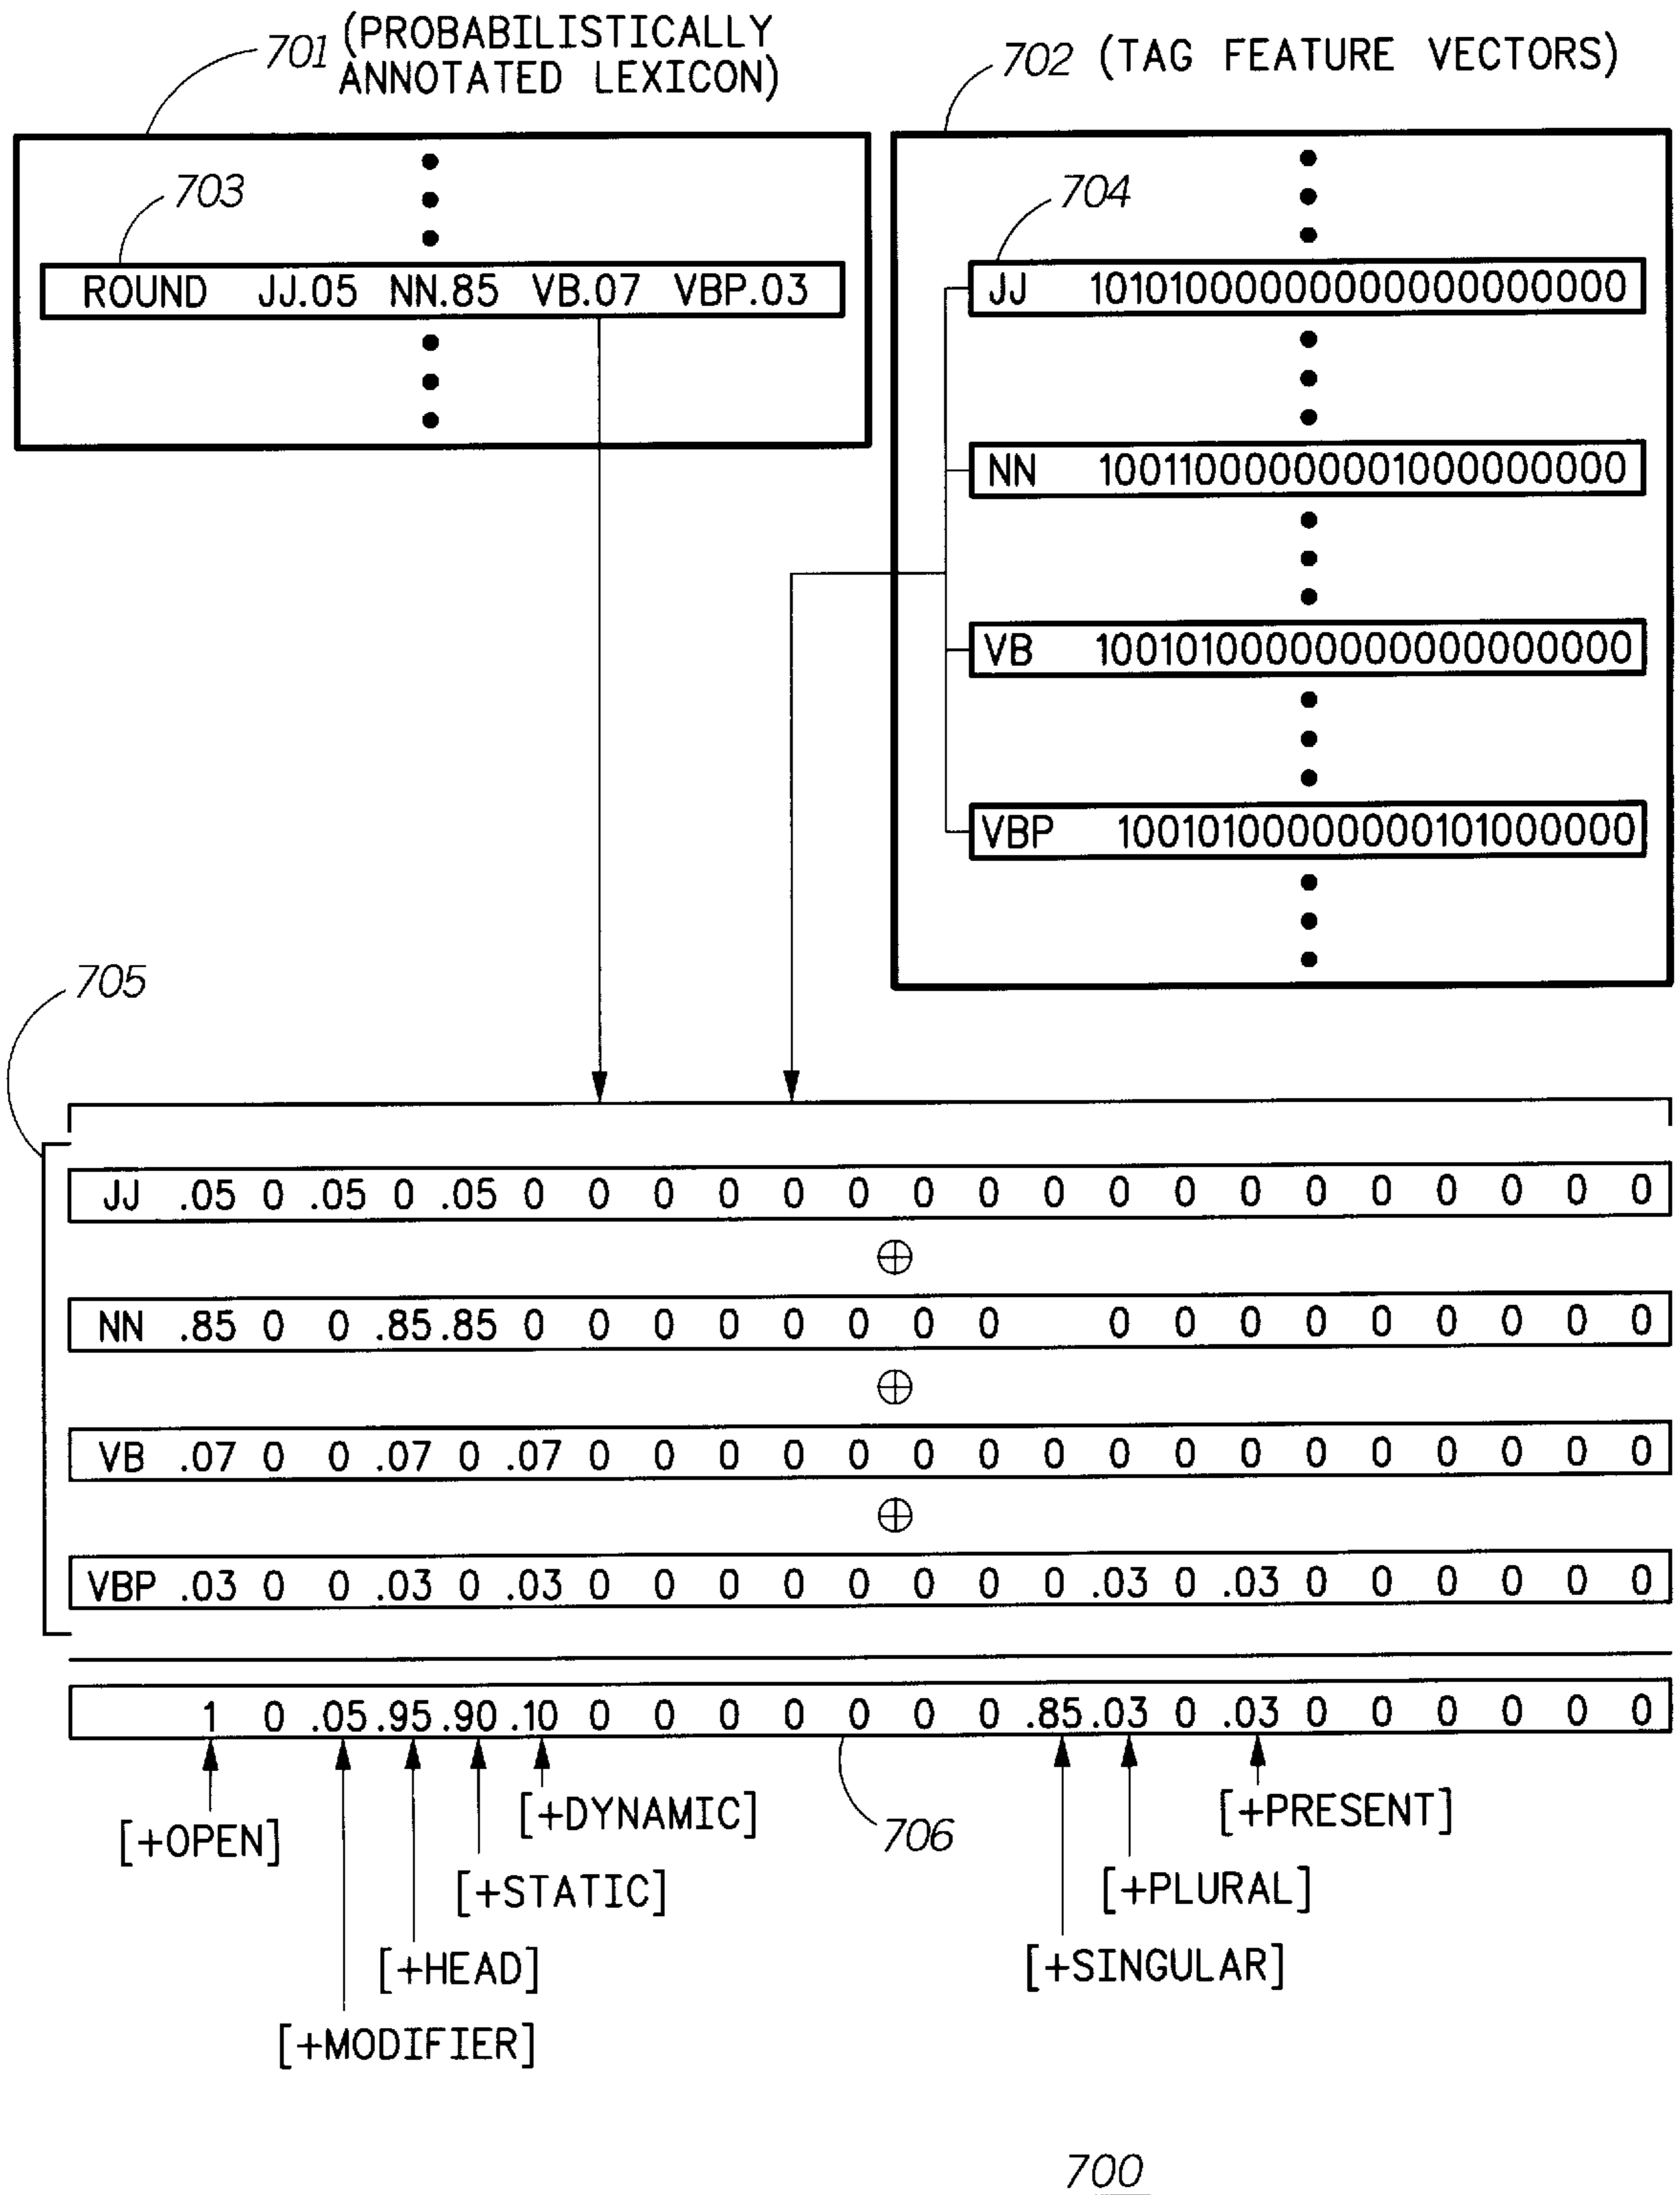 701 (PROBABILISTICALLY
ANNOTATED LEXICON)
702 (TAG FEATURE VECTORS)
703
ROUND JJ.05 NN.85 VB.07 VBP.03
704
JJ 10101000000000000000000
NN 10011000000001000000000
VB 10010100000000000000000
VBP 10010100000000101000000
705
JJ .05 0 .05 0 .05 0 0 0 0 0 0 0 0 0 0 0 0 0 0 0 0 0 0
⊕
NN .85 0 0 .85 .85 0 0 0 0 0 0 0 0 0 0 0 0 0 0 0 0 0
⊕
VB .07 0 0 .07 0 .07 0 0 0 0 0 0 0 0 0 0 0 0 0 0 0 0 0
⊕
VBP .03 0 0 .03 0 .03 0 0 0 0 0 0 0 0 .03 0 .03 0 0 0 0 0 0
1 0 .05 .95 .90 .10 0 0 0 0 0 0 0 .85 .03 0 .03 0 0 0 0 0 0
[+OPEN]
[+DYNAMIC]
706
[+PRESENT]
[+STATIC]
[+PLURAL]
[+HEAD]
[+SINGULAR]
[+MODIFIER]
700